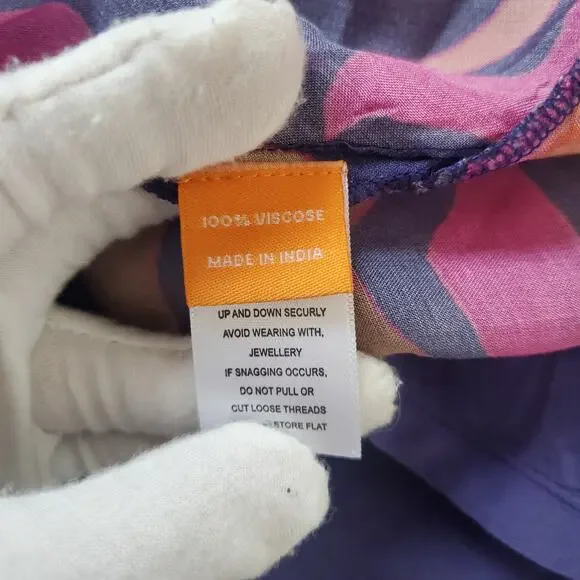 100% VISCOSE
MADE IN INDIA
UP AND DOWN SECURLY
AVOID WEARING WITH,
JEWELLERY
IF SNAGGING OCCURS,
DO NOT PULL OR
CUT LOOSE THREADS
STORE FLAT